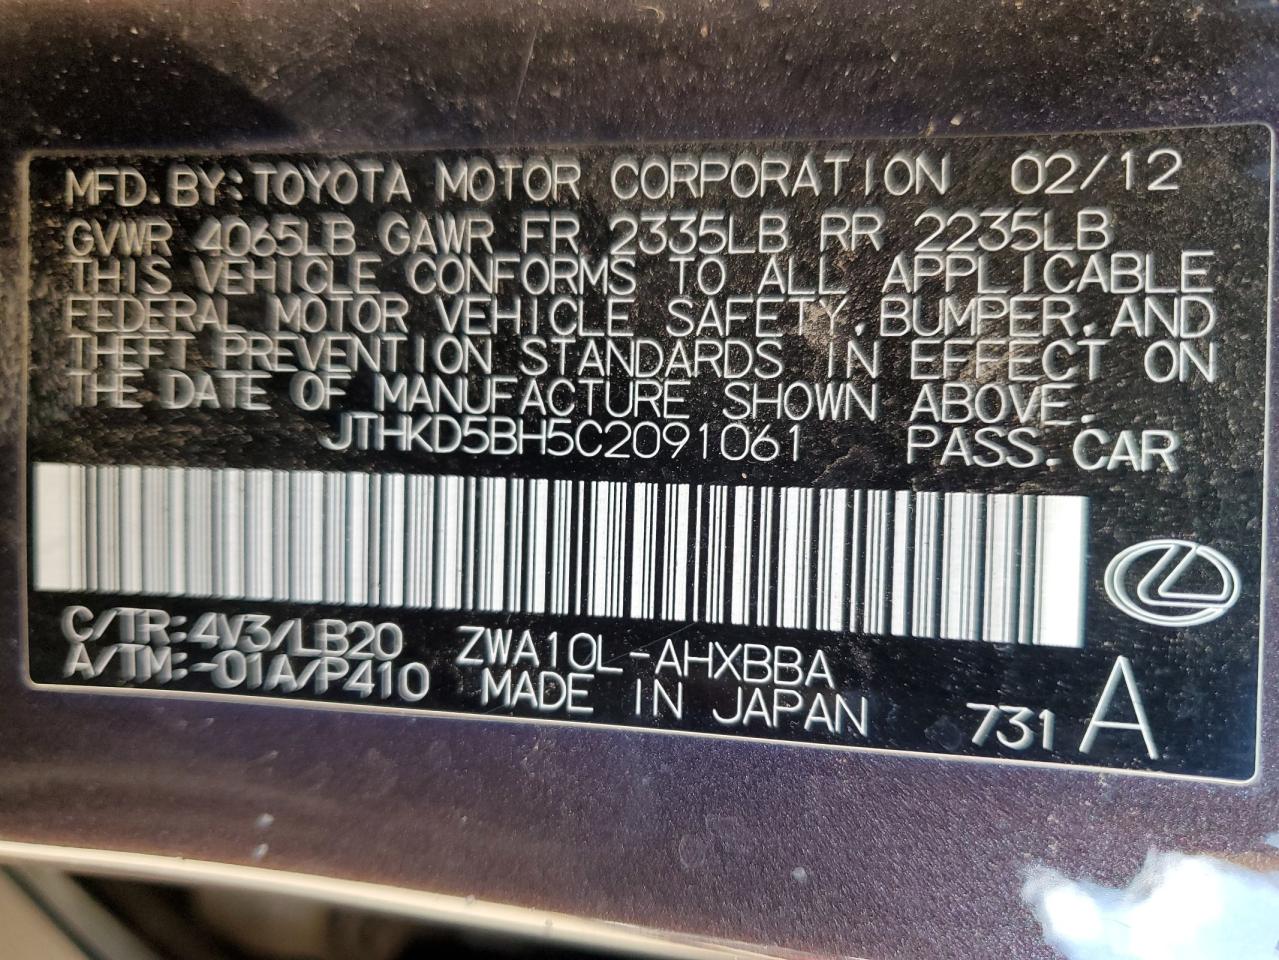 MFD.BY:TOYOTA MOTOR CORPORATION 02/12
GVWR 4065LB GAWR FR 2335LB RR 2235LB
THIS VEHICLE CONFORMS TO ALL APPLICABLE
FEDERAL MOTOR VEHICLE SAFETY,BUMPER,AND
THEFT PREVENTION STANDARDS IN EFFECT ON
THE DATE OF MANUFACTURE SHOWN ABOVE.
JTHKD5BH5C2091061 PASS.CAR
C/TR:4V3/LB20 ZWA10L-AHXBBA
A/TM:-01A/P410 MADE IN JAPAN 731 A